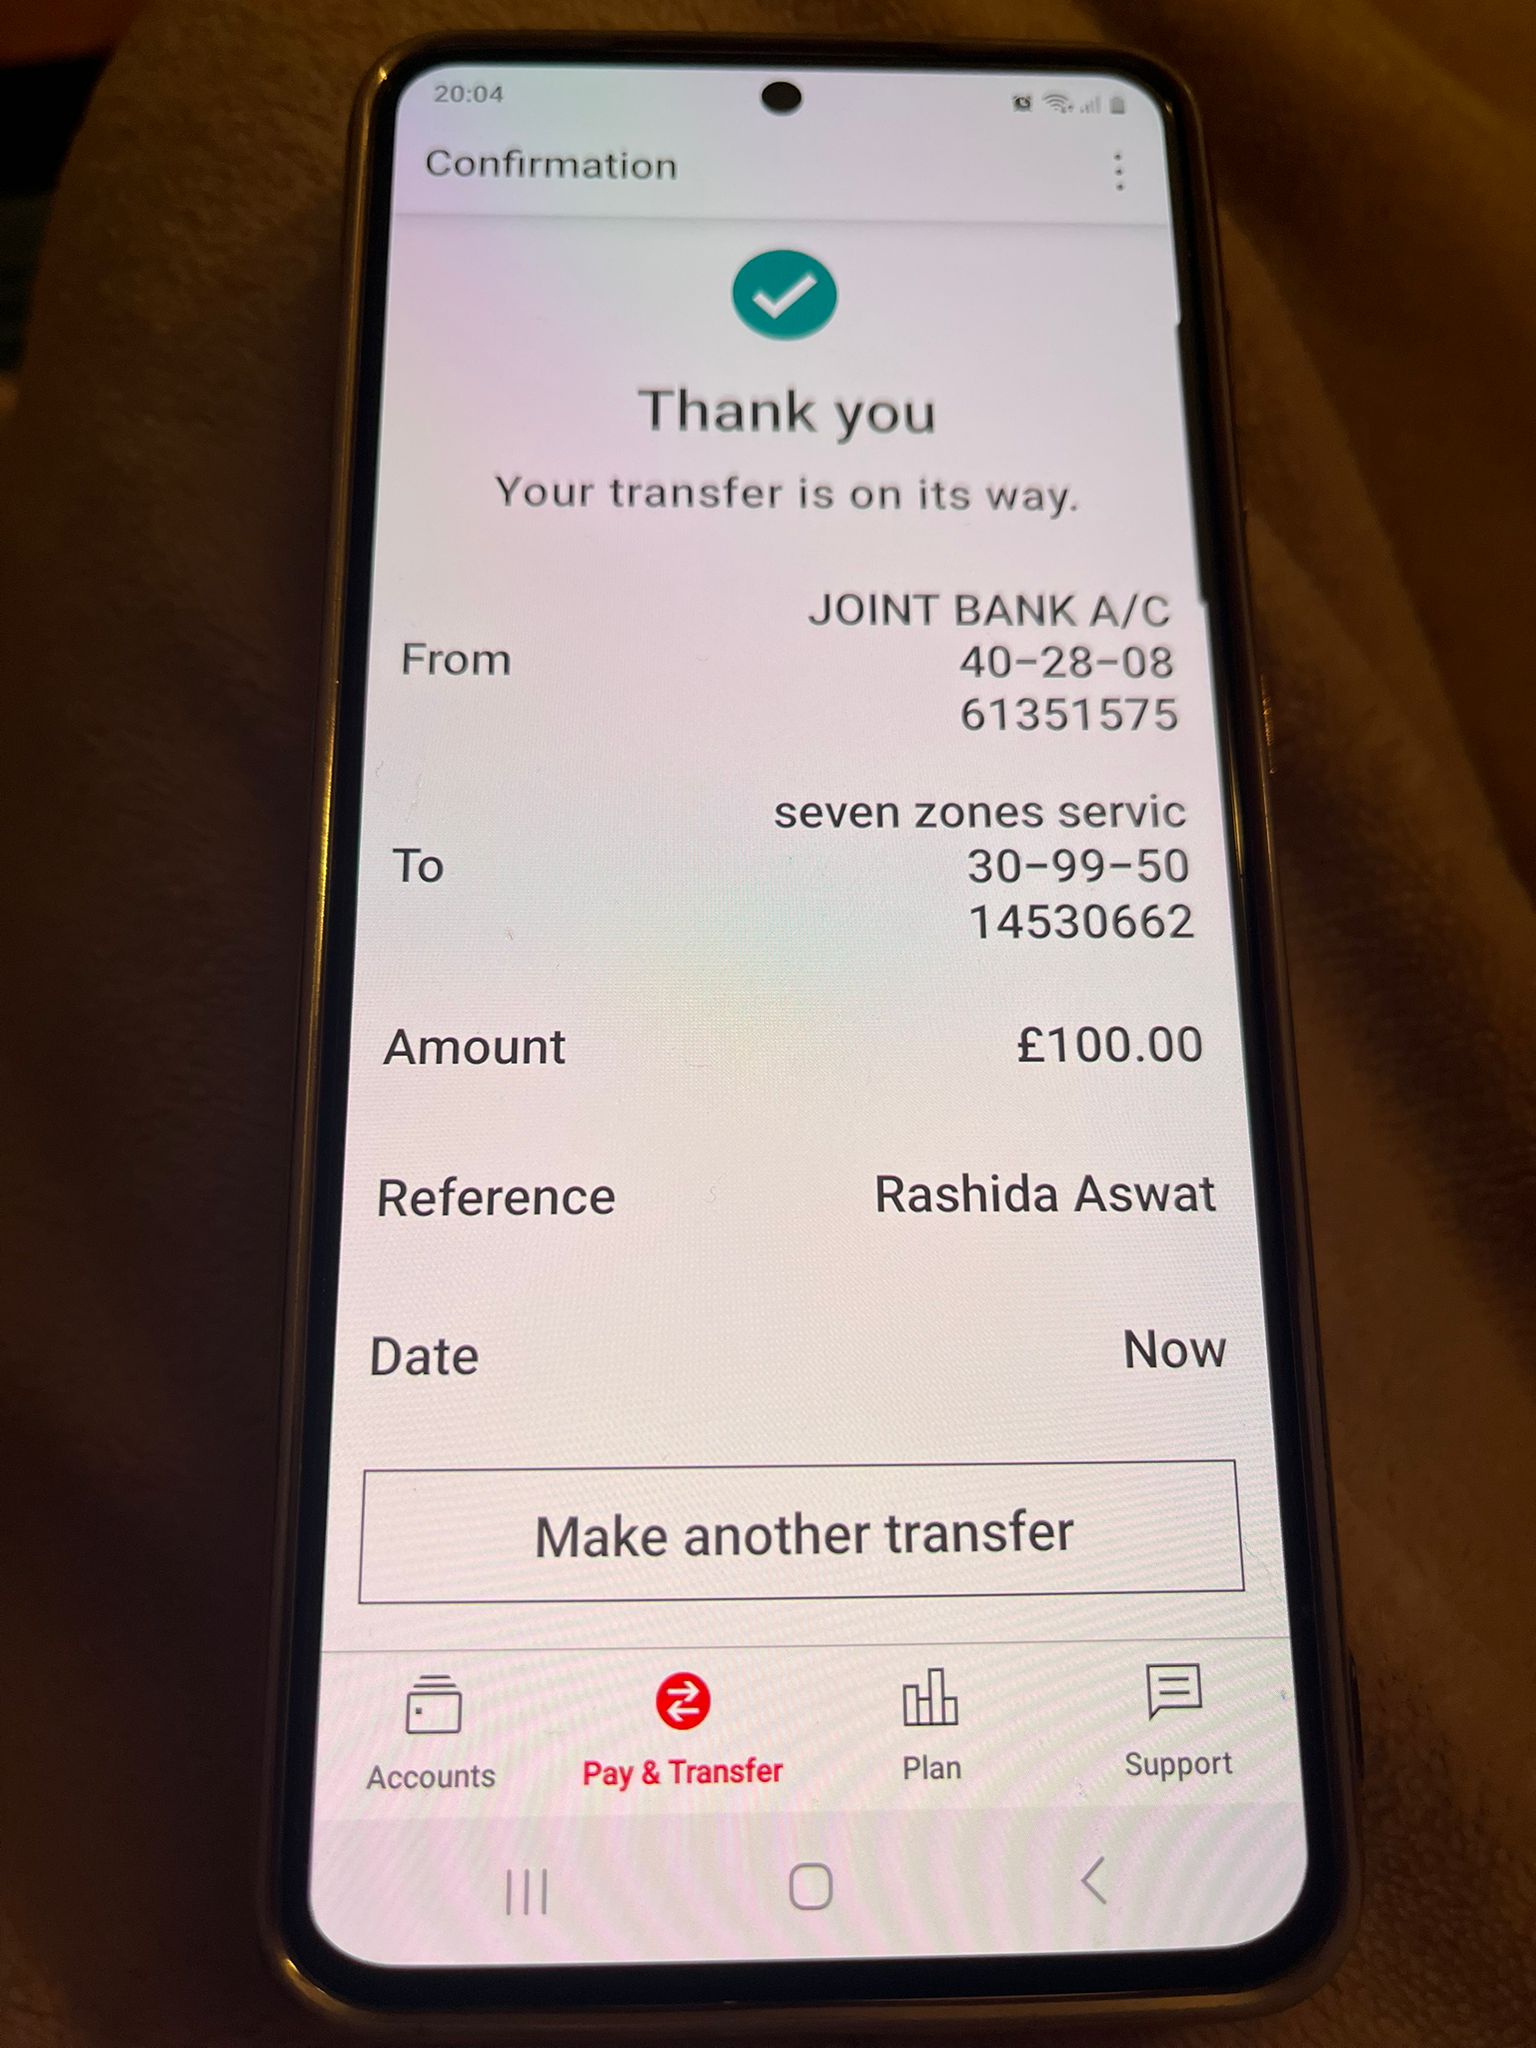 20:04
Confirmation
Thank you
Your transfer is on its way.
From
JOINT BANK A/C
40-28-08
61351575
To
seven zones servic
30-99-50
14530662
Amount
£100.00
Reference
Rashida Aswat
Date
Now
Make another transfer
Accounts
Pay & Transfer
Plan
Support